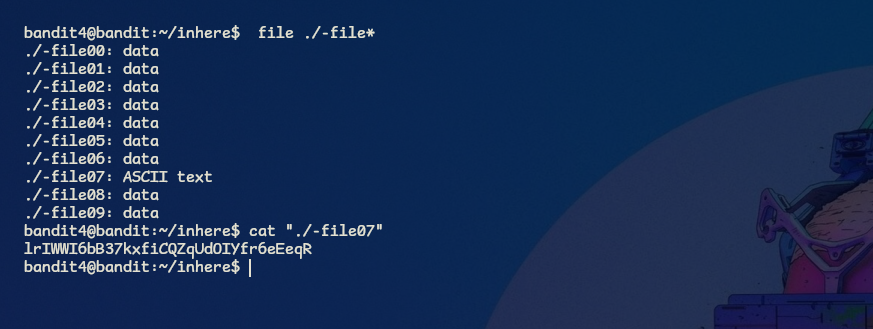 bandit4@bandit:~/inhere$  file ./-file*
./-file00: data
./-file01: data
./-file02: data
./-file03: data
./-file04: data
./-file05: data
./-file06: data
./-file07: ASCII text
./-file08: data
./-file09: data
bandit4@bandit:~/inhere$ cat "./-file07"
lrIWWI6bB37kxfiCQZqUdOIYfr6eEeqR
bandit4@bandit:~/inhere$